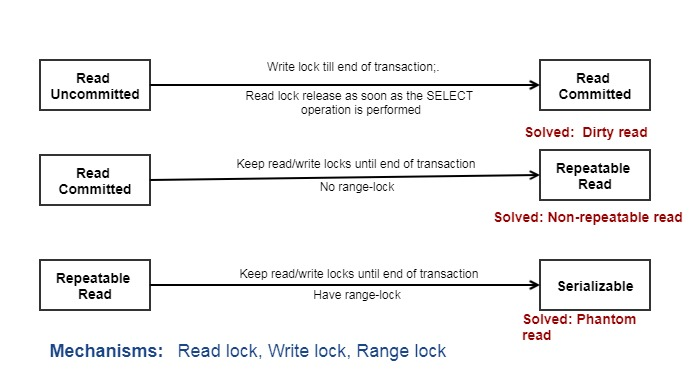 Write lock till end of transaction;.
Read
Uncommitted
Read
Committed
Read lock release as soon as the SELECT
operation is performed
Solved: Dirty read
Keep read/write locks until end of transaction
Read
Committed
Repeatable
Read
No range-lock
Solved: Non-repeatable read
Keep read/write locks until end of transaction
Repeatable
Read
Serializable
Have range-lock
Solved: Phantom
read
Mechanisms: Read lock, Write lock, Range lock